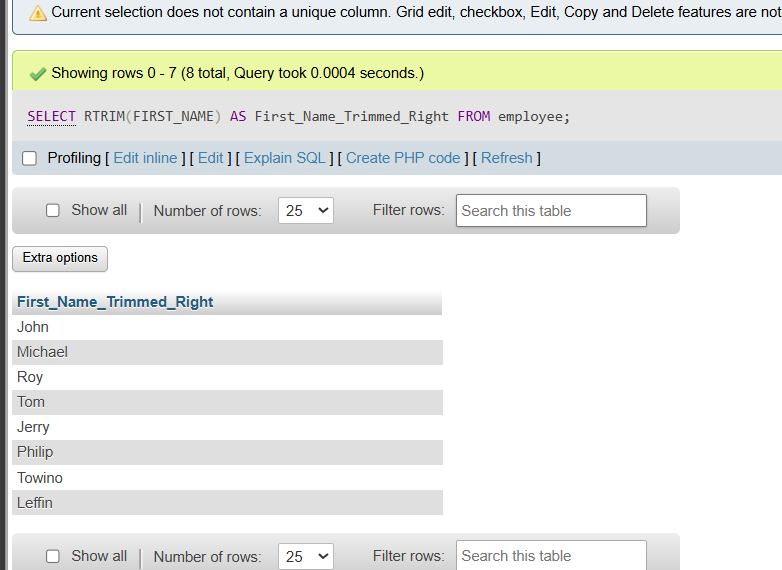 Current selection does not contain a unique column. Grid edit, checkbox, Edit, Copy and Delete features are not
Showing rows 0 - 7 (8 total, Query took 0.0004 seconds.)
SELECT RTRIM(FIRST_NAME) AS First_Name_Trimmed_Right FROM employee;
Profiling [ Edit inline ] [ Edit ] [ Explain SQL ] [ Create PHP code ] [ Refresh ]
Show all | Number of rows: 25 Filter rows: Search this table
Extra options
First_Name_Trimmed_Right
John
Michael
Roy
Tom
Jerry
Philip
Towino
Leffin
Show all | Number of rows: 25 Filter rows: Search this table